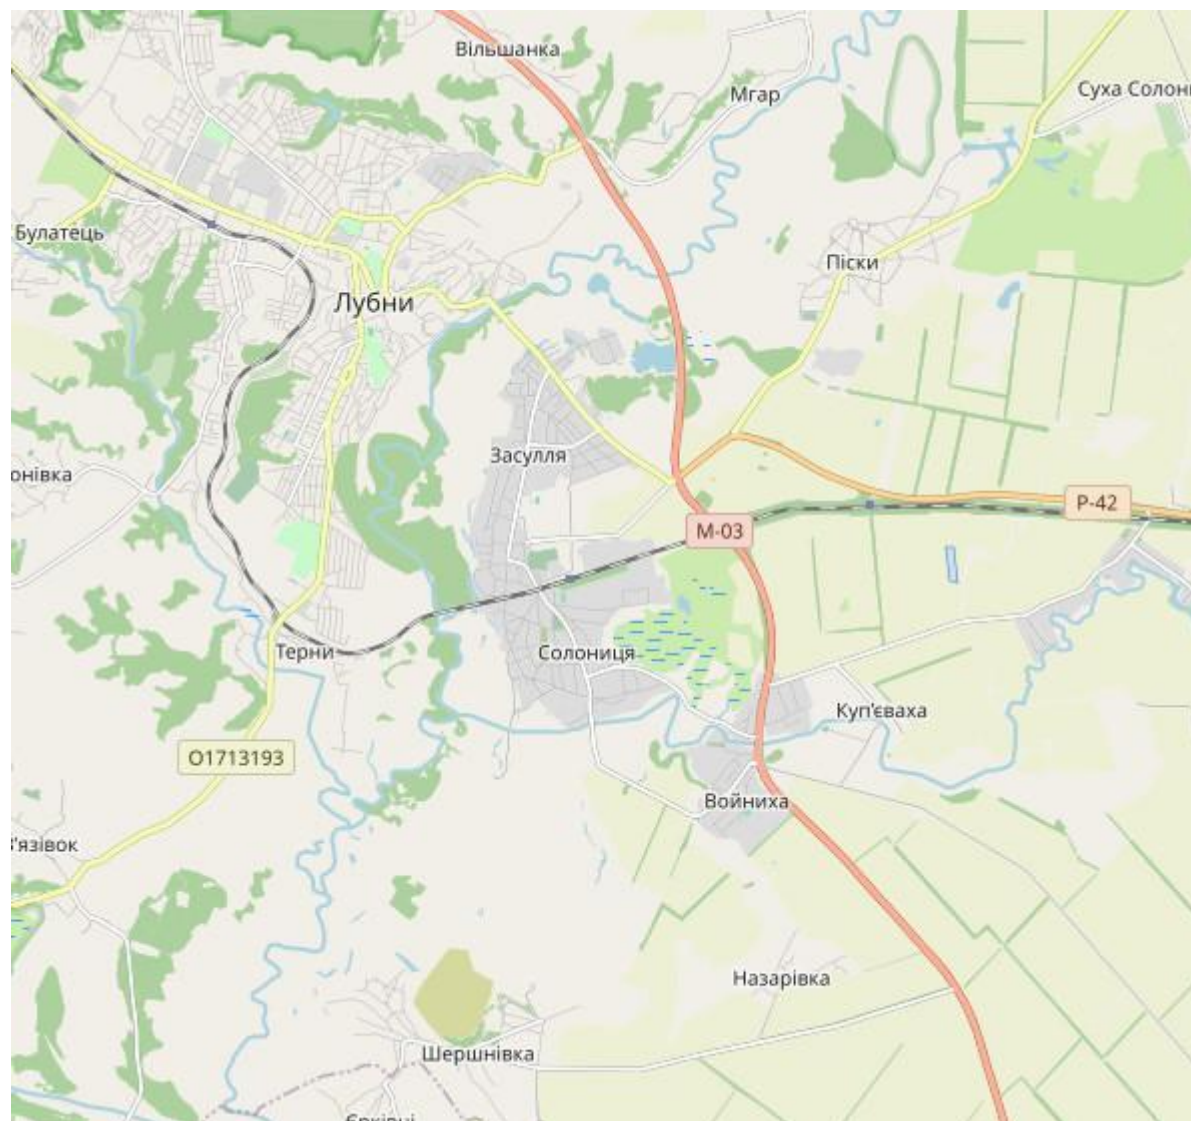 Вільшанка
Мгар
Суха Солон
Булатець
Піски
Лубни
Засулля
онівка
Р-42
М-03
Терни
Солониця
Куп'єваха
О1713193
Войниха
'язівок
Назарівка
Шершнівка